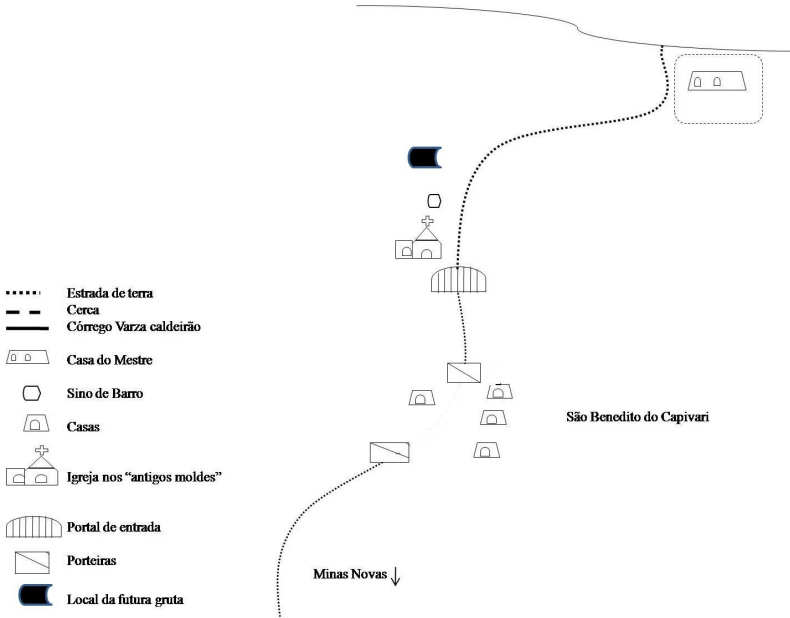 Estrada de terra
Cerca
Córrego Varza caldeirão
Casa do Mestre
Sino de Barro
Casas
Igreja nos “antigos moldes”
Portal de entrada
Porteiras
Local da futura gruta
São Benedito do Capivari
Minas Novas